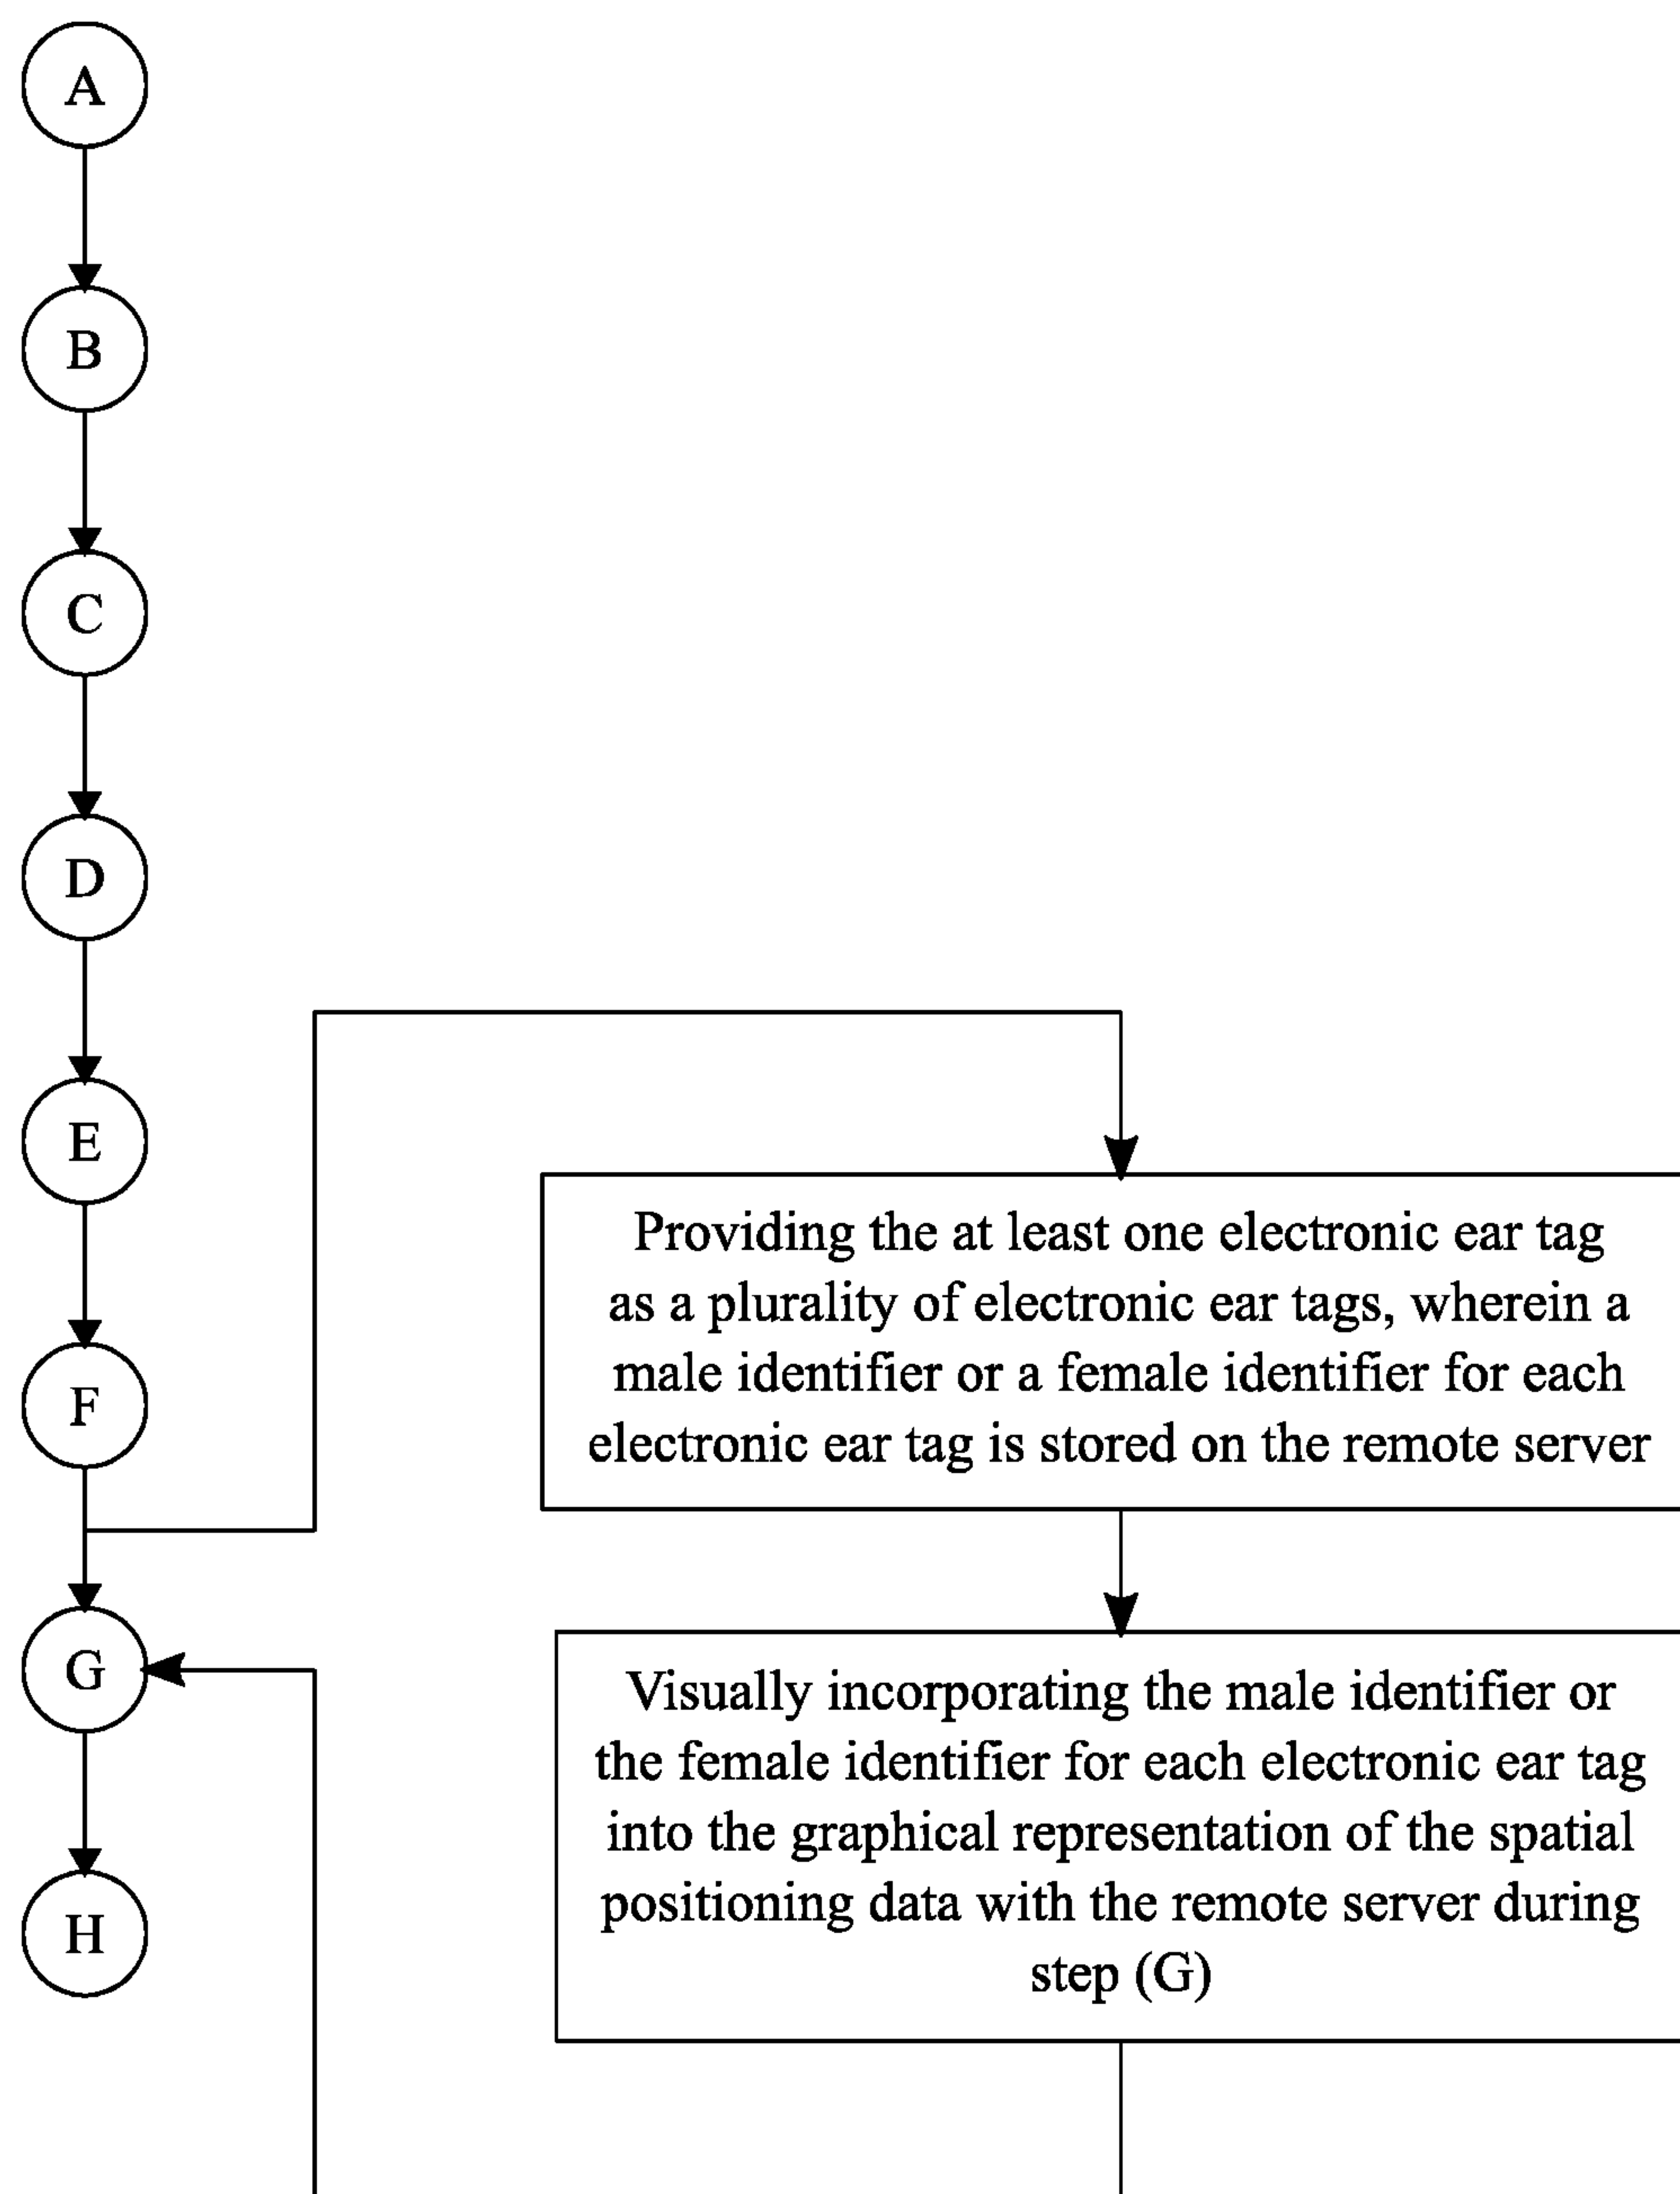 A
B
C
D
E
F
G
H
Providing the at least one electronic ear tag
as a plurality of electronic ear tags, wherein a
male identifier or a female identifier for each
electronic ear tag is stored on the remote server
Visually incorporating the male identifier or
the female identifier for each electronic ear tag
into the graphical representation of the spatial
positioning data with the remote server during
step (G)